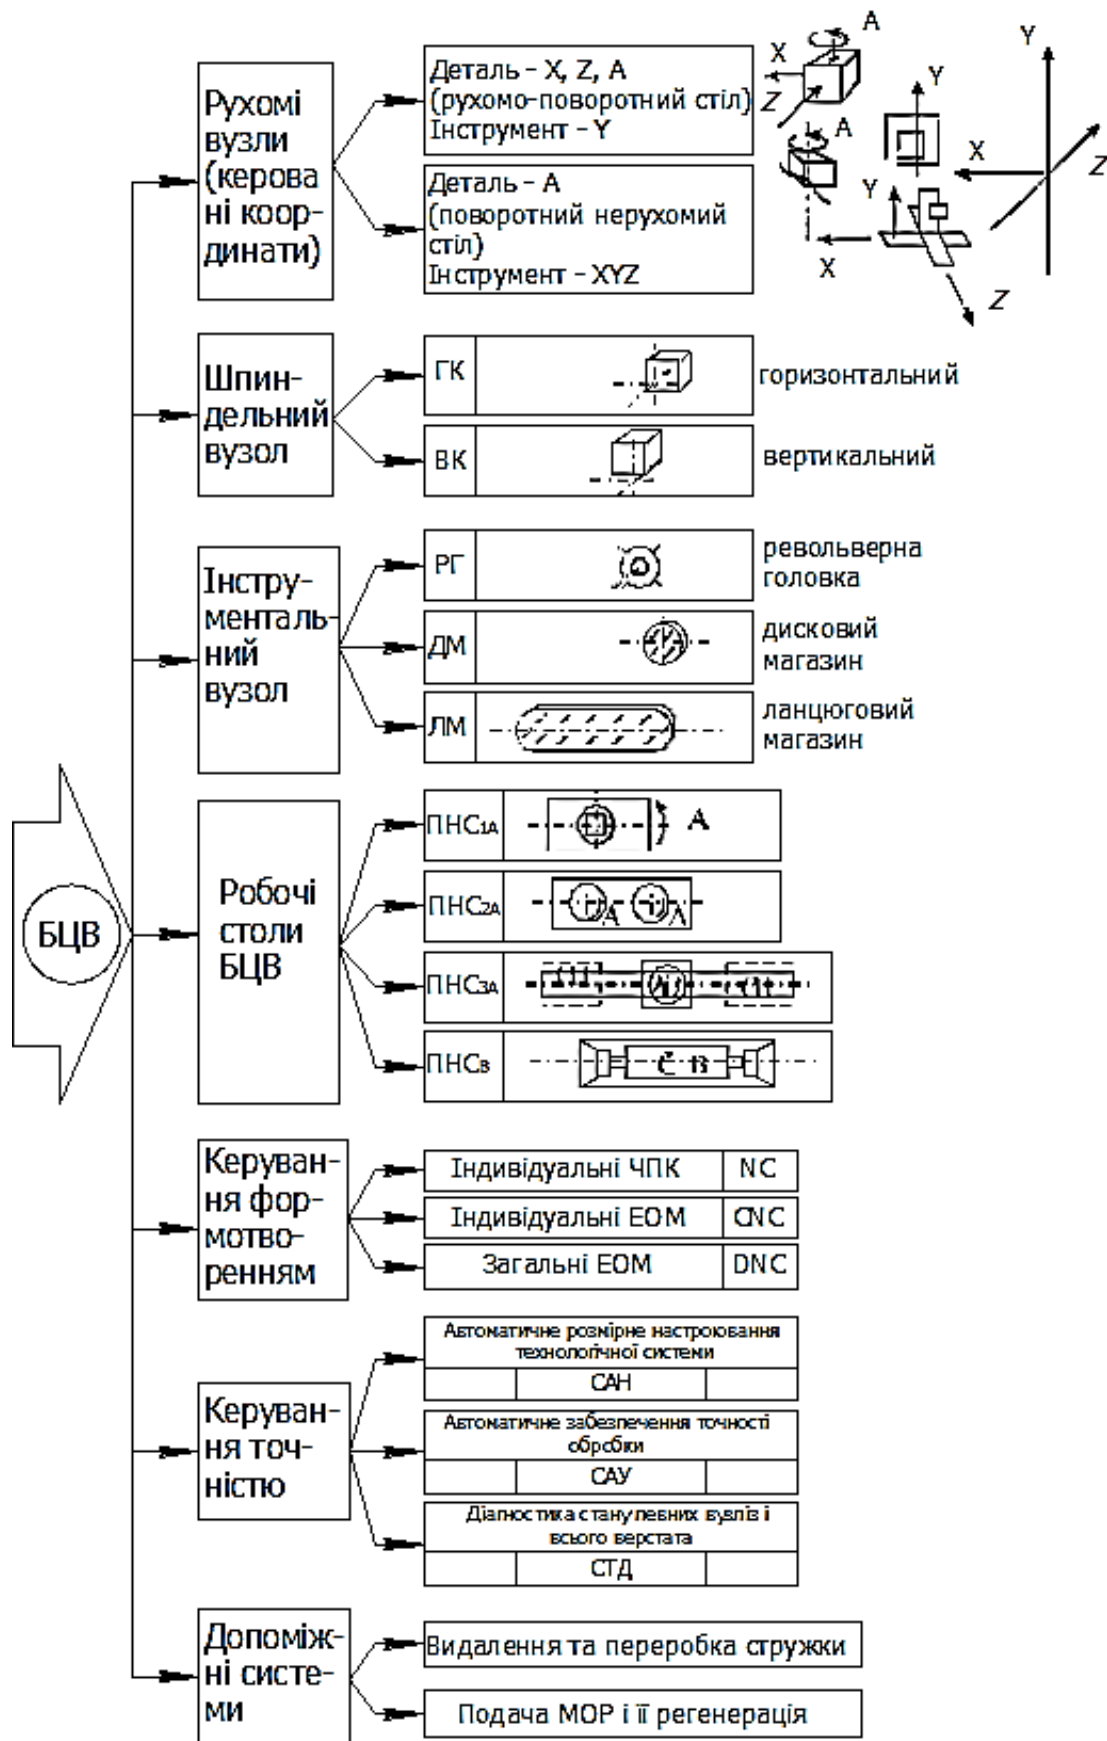 БЦВ
Рухомі
вузли
(керова
ні коор-
динати)
Деталь – X, Z, A
(рухомо-поворотний стіл)
Інструмент – Y
Деталь – A
(поворотний нерухомий
стіл)
Інструмент – XYZ
A
X
Z
Y
Y
A
X
Z
Y
X
Z
Шпин-
дельний
вузол
ГК
горизонтальний
ВК
вертикальний
Інстру-
менталь-
ний
вузол
РГ
револьверна
головка
ДМ
дисковий
магазин
ЛМ
ланцюговий
магазин
Робочі
столи
БЦВ
ПНС1А
А
ПНС2А
А
А
ПНС3А
ПНСВ
С В
Керуван-
ня фор-
мотво-
ренням
Індивідуальні ЧПК NC
Індивідуальні ЕОМ CNC
Загальні ЕОМ DNC
Керуван-
ня точ-
ністю
Автоматичне розмірне настроювання
технологічної системи
САН
Автоматичне забезпечення точності
обробки
САУ
Діагностика стану певних вузлів і
всього верстата
СТД
Допоміж-
ні систе-
ми
Видалення та переробка стружки
Подача МОР і її регенерація